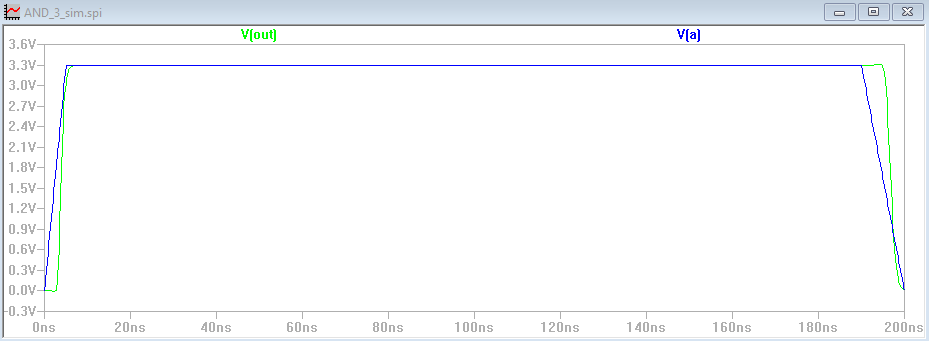 AND_3_sim.spi
V(out) V(a)
3.6V
3.3V
3.0V
2.7V
2.4V
2.1V
1.8V
1.5V
1.2V
0.9V
0.6V
0.3V
0.0V
-0.3V
0ns 20ns 40ns 60ns 80ns 100ns 120ns 140ns 160ns 180ns 200ns